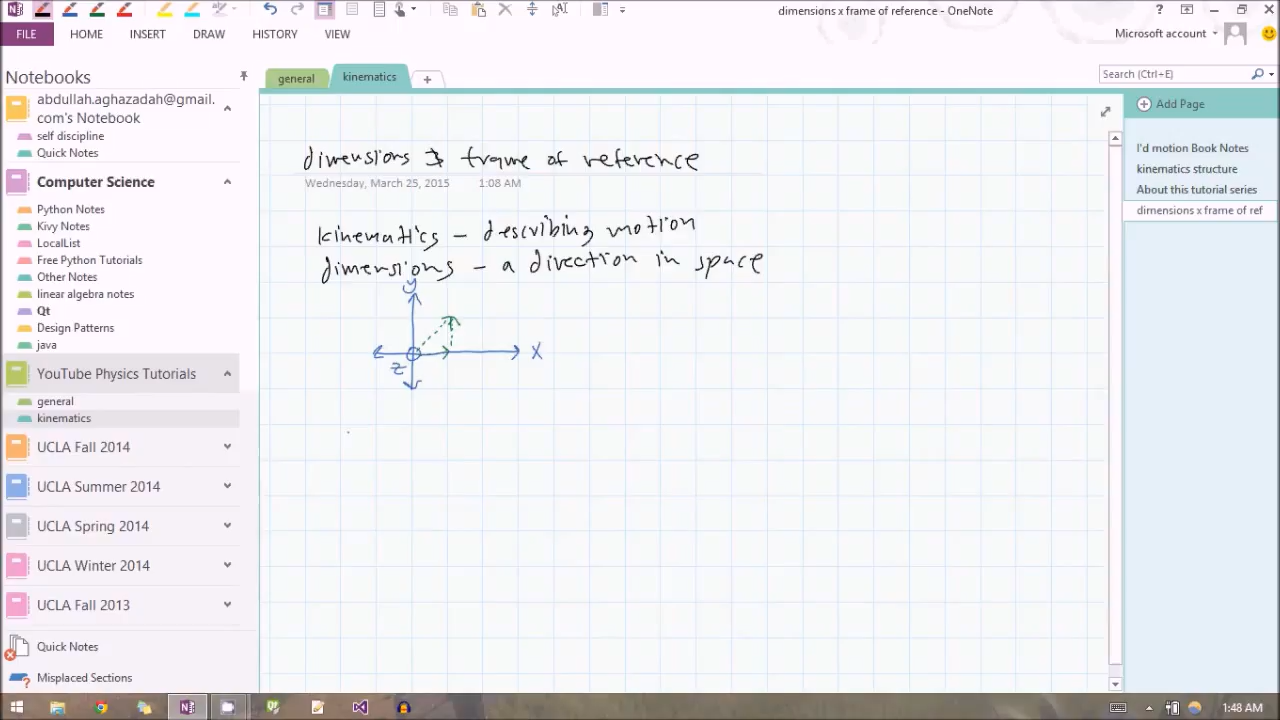 dimensions x frame of reference - OneNote
FILE HOME INSERT DRAW HISTORY VIEW
Microsoft account
Notebooks
general kinematics
Search (Ctrl+E)
abdullah.aghazadah@gmail.
com's Notebook
self discipline
Quick Notes
Computer Science
Python Notes
Kivy Notes
LocalList
Free Python Tutorials
Other Notes
linear algebra notes
Qt
Design Patterns
java
YouTube Physics Tutorials
general
kinematics
UCLA Fall 2014
UCLA Summer 2014
UCLA Spring 2014
UCLA Winter 2014
UCLA Fall 2013
Quick Notes
Misplaced Sections
dimensions & frame of reference
Wednesday, March 25, 2015 1:08 AM
kinematics - describing motion
dimensions - a direction in space
y
x
z
Add Page
I'd motion Book Notes
kinematics structure
About this tutorial series
dimensions x frame of ref
1:48 AM